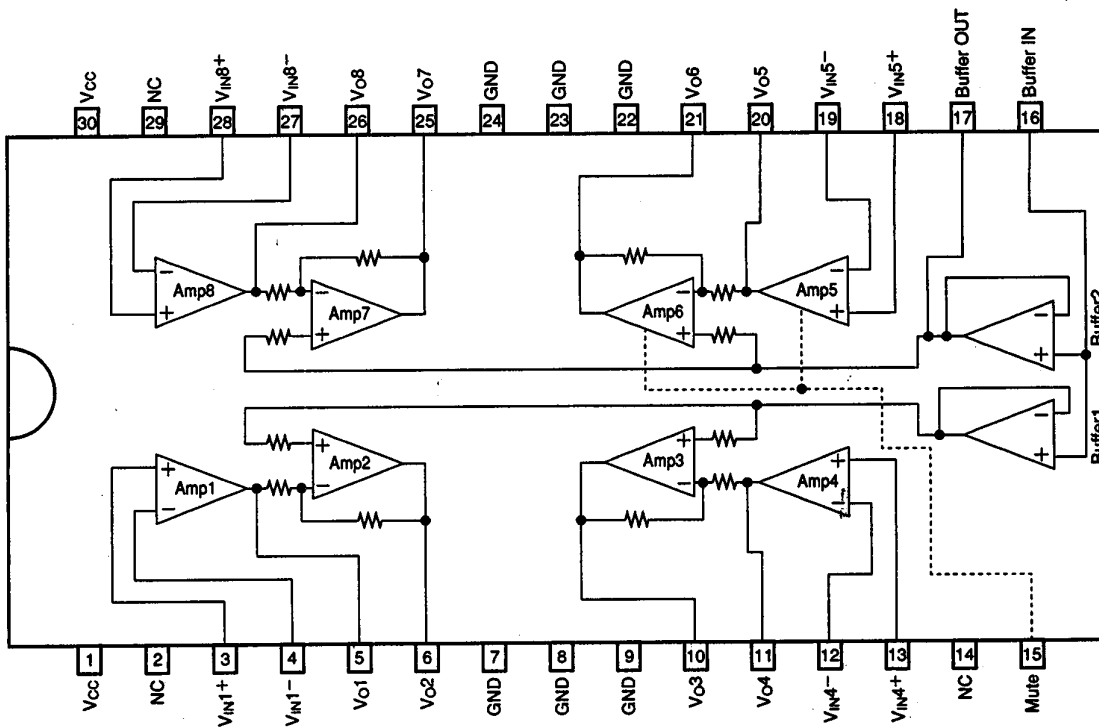 VCC
NC
VIN8+
VIN8−
VO8
VO7
GND
GND
GND
VO6
VO5
VIN5−
VIN5+
Buffer OUT
Buffer IN
30
29
28
27
26
25
24
23
22
21
20
19
18
17
16
−
+
Amp8
−
+
Amp7
−
+
Amp6
−
+
Amp5
−
+
Buffer2
+
−
Amp1
+
−
Amp2
+
−
Amp3
+
−
Amp4
−
+
Buffer1
1
2
3
4
5
6
7
8
9
10
11
12
13
14
15
VCC
NC
VIN1+
VIN1−
VO1
VO2
GND
GND
GND
VO3
VO4
VIN4−
VIN4+
NC
Mute